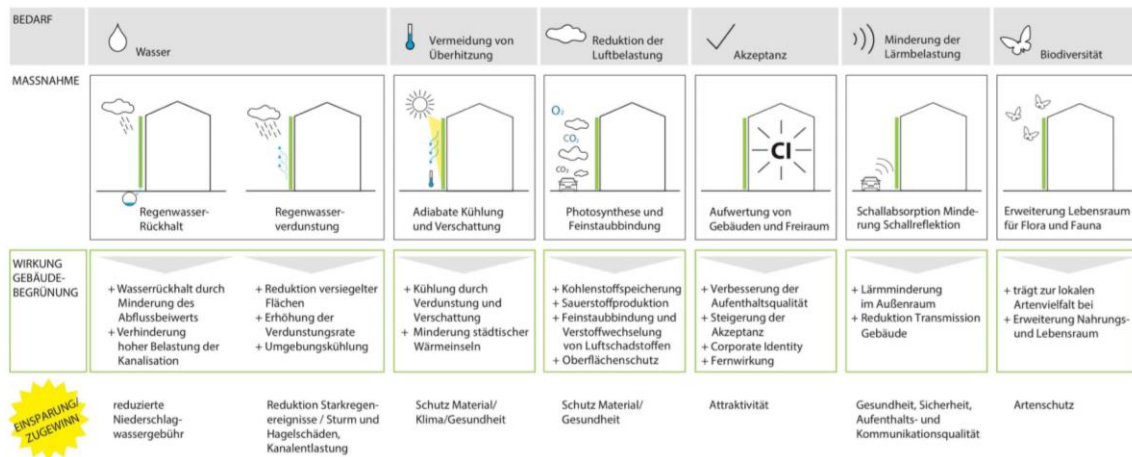 BEDARF
Wasser
Vermeidung von
Überhitzung
Reduktion der
Luftbelastung
Akzeptanz
Minderung der
Lärmbelastung
Biodiversität
MASSNAHME
Regenwasser-
Rückhalt
Regenwasser-
verdunstung
Adiabate Kühlung
und Verschattung
O₂
CO₂
CO₂
Photosynthese und
Feinstaubbindung
CI
Aufwertung von
Gebäuden und Freiraum
Schallabsorption Minde-
rung Schallreflektion
Erweiterung Lebensraum
für Flora und Fauna
WIRKUNG
GEBÄUDE-
BEGRÜNUNG
+ Wasserrückhalt durch
Minderung des
Abflussbeiwerts
+ Verhinderung
hoher Belastung der
Kanalisation
+ Reduktion versiegelter
Flächen
+ Erhöhung der
Verdunstungsrate
+ Umgebungskühlung
+ Kühlung durch
Verdunstung und
Verschattung
+ Minderung städtischer
Wärmeinseln
+ Kohlenstoffspeicherung
+ Sauerstoffproduktion
+ Feinstaubbindung und
Verstoffwechselung
von Luftschadstoffen
+ Oberflächenschutz
+ Verbesserung der
Aufenthaltsqualität
+ Steigerung der
Akzeptanz
+ Corporate Identity
+ Fernwirkung
+ Lärmminderung
im Außenraum
+ Reduktion Transmission
Gebäude
+ trägt zur lokalen
Artenvielfalt bei
+ Erweiterung Nahrungs-
und Lebensraum
EINSPARUNG/
ZUGEWINN
reduzierte
Niederschlag-
wassergebühr
Reduktion Starkregen-
ereignisse / Sturm und
Hagelschäden,
Kanalentlastung
Schutz Material/
Klima/Gesundheit
Schutz Material/
Gesundheit
Attraktivität
Gesundheit, Sicherheit,
Aufenthalts- und
Kommunikationsqualität
Artenschutz